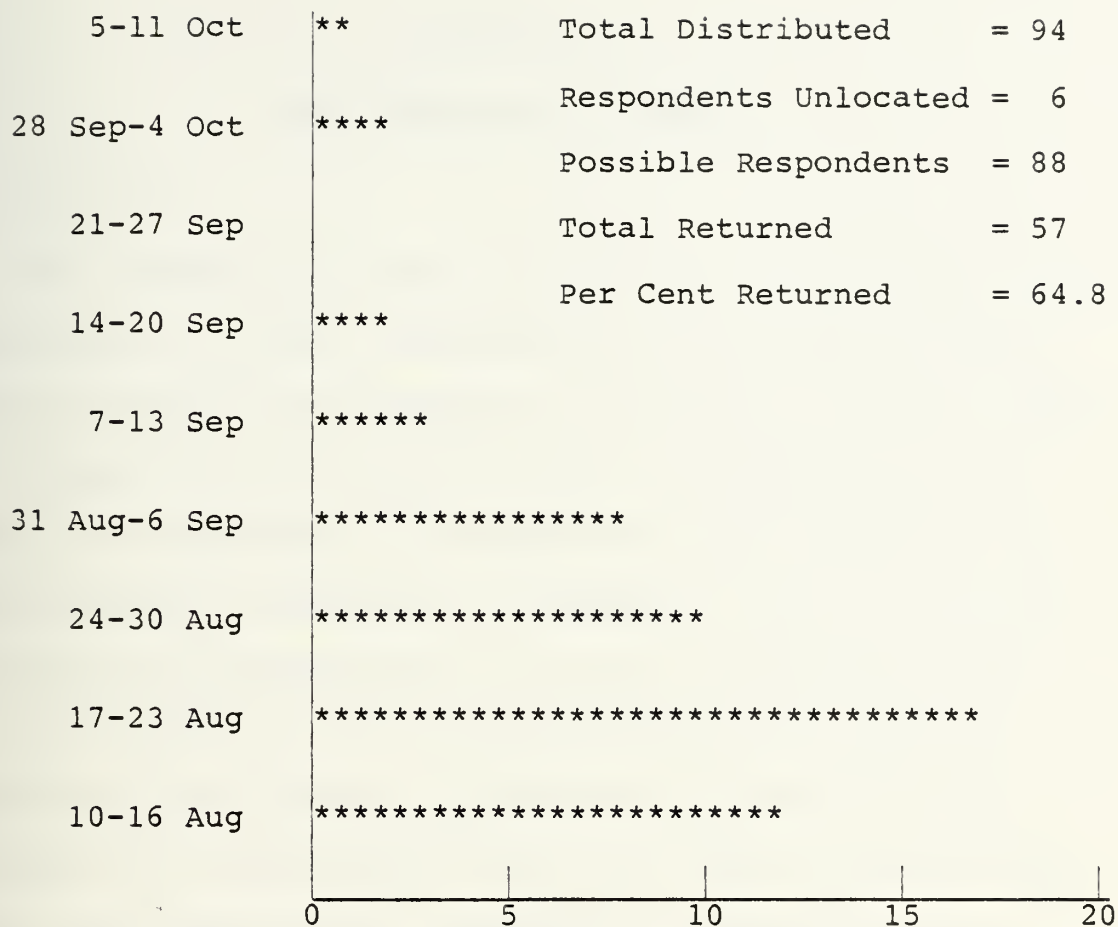 5-11 Oct ** Total Distributed = 94
Respondents Unlocated = 6
28 Sep-4 Oct ****
Possible Respondents = 88
21-27 Sep Total Returned = 57
Per Cent Returned = 64.8
14-20 Sep ****
7-13 Sep ******
31 Aug-6 Sep ****************
24-30 Aug ********************
17-23 Aug **********************************
10-16 Aug ************************
0 5 10 15 20